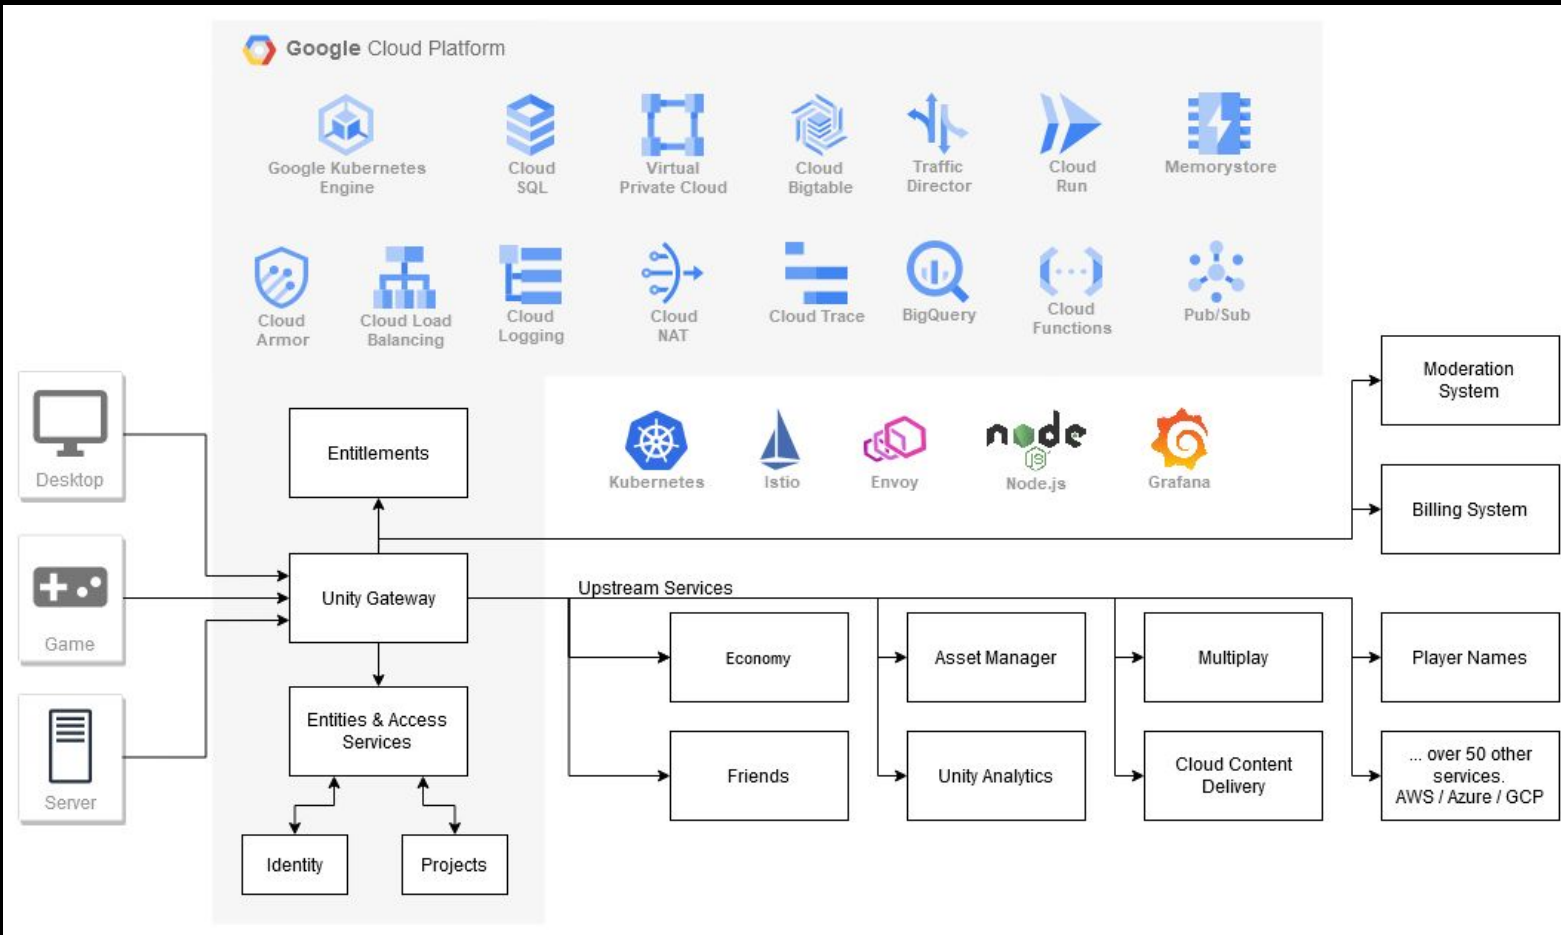 Google Cloud Platform
Google Kubernetes
Engine
Cloud
SQL
Virtual
Private Cloud
Cloud
Bigtable
Traffic
Director
Cloud
Run
Memorystore
Cloud
Armor
Cloud Load
Balancing
Cloud
Logging
Cloud
NAT
Cloud Trace
BigQuery
Cloud
Functions
Pub/Sub
Moderation
System
Desktop
Entitlements
Kubernetes
Istio
Envoy
node
JS
Node.js
Grafana
Billing System
Game
Unity Gateway
Upstream Services
Economy
Asset Manager
Multiplay
Player Names
Server
Entities & Access
Services
Friends
Unity Analytics
Cloud Content
Delivery
... over 50 other
services.
AWS / Azure / GCP
Identity
Projects